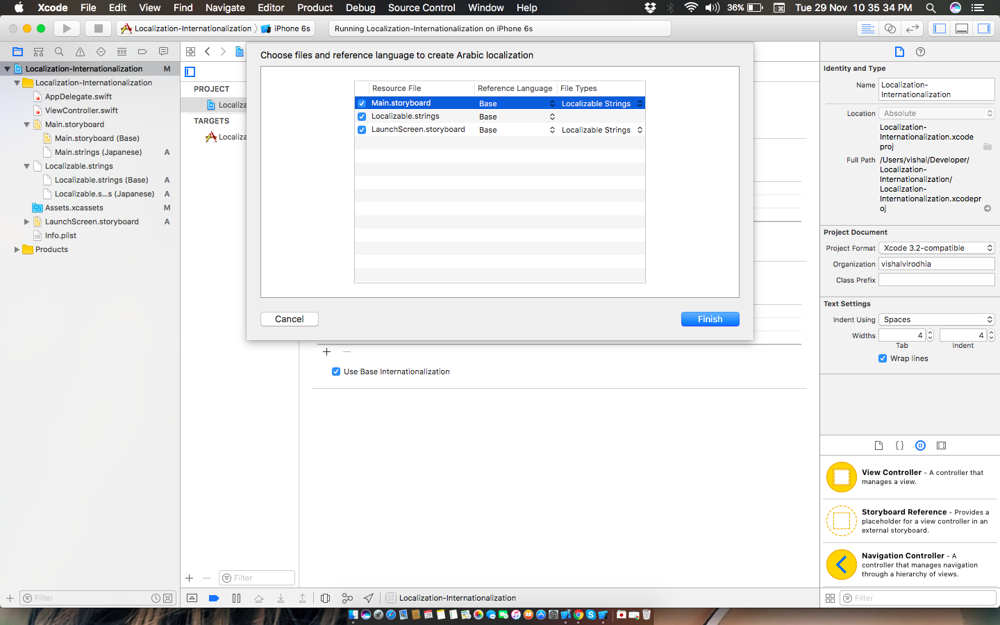 Xcode File Edit View Find Navigate Editor Product Debug Source Control Window Help 36% Tue 29 Nov 10 35 34 PM
Localization-Internationalization iPhone 6s Running Localization-Internationalization on iPhone 6s
Localization-Internationalization M
Localization-Internationalization
AppDelegate.swift
ViewController.swift
Main.storyboard
Main.storyboard (Base)
Main.strings (Japanese) A
Localizable.strings
Localizable.strings (Base) A
Localizable.s...s (Japanese) A
Assets.xcassets M
LaunchScreen.storyboard A
Info.plist
Products
Filter
PROJECT
Localiza
TARGETS
Localiza
Filter
Choose files and reference language to create Arabic localization
Resource File Reference Language File Types
Main.storyboard Base Localizable Strings
Localizable.strings Base
LaunchScreen.storyboard Base Localizable Strings
Cancel Finish
Use Base Internationalization
Localization-Internationalization
Identity and Type
Name Localization-
Internationalization
Location Absolute
Localization-
Internationalization.xcode
proj
Full Path /Users/vishal/Developer/
Localization-
Internationalization/
Localization-
Internationalization.xcodepr
oj
Project Document
Project Format Xcode 3.2-compatible
Organization vishalvirodhia
Class Prefix
Text Settings
Indent Using Spaces
Widths 4 4
Tab Indent
Wrap lines
{}
View Controller - A controller that
manages a view.
Storyboard Reference - Provides a
placeholder for a view controller in an
external storyboard.
Navigation Controller - A
controller that manages navigation
through a hierarchy of views.
Filter